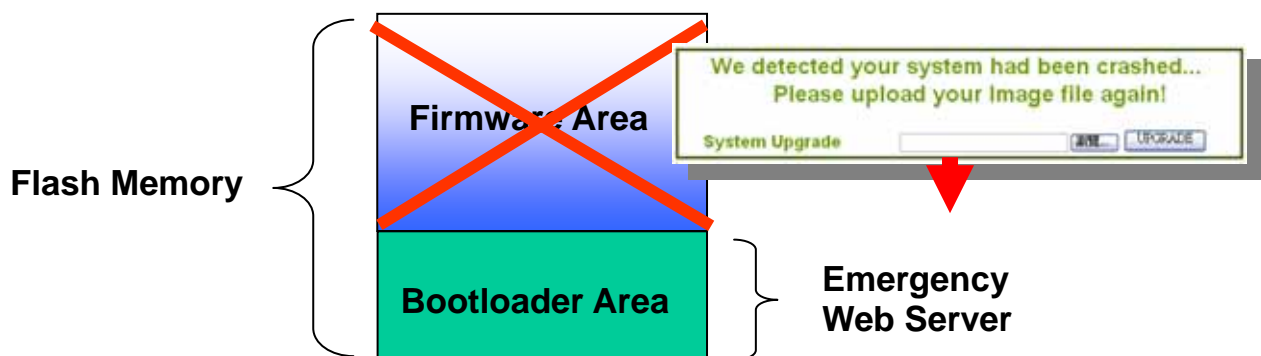 We detected your system had been crashed...
Please upload your Image file again!
System Upgrade
UPGRADE
Firmware Area
Flash Memory
Bootloader Area
Emergency
Web Server